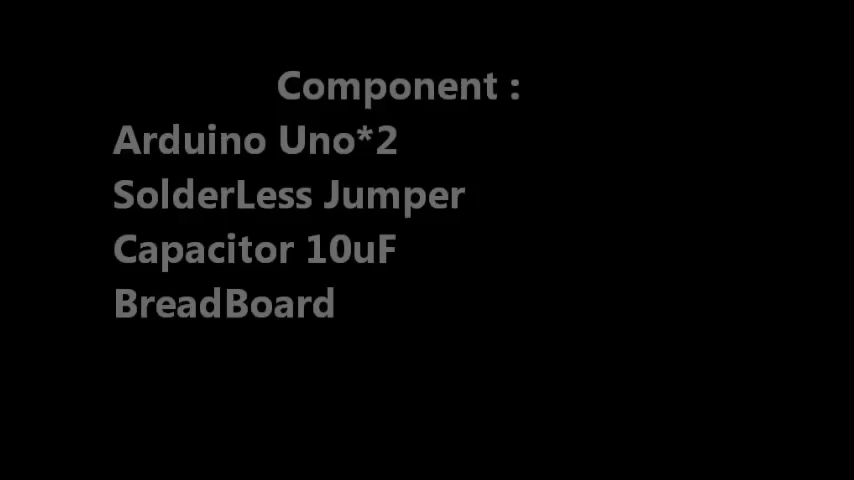 Component :
Arduino Uno*2
SolderLess Jumper
Capacitor 10uF
BreadBoard